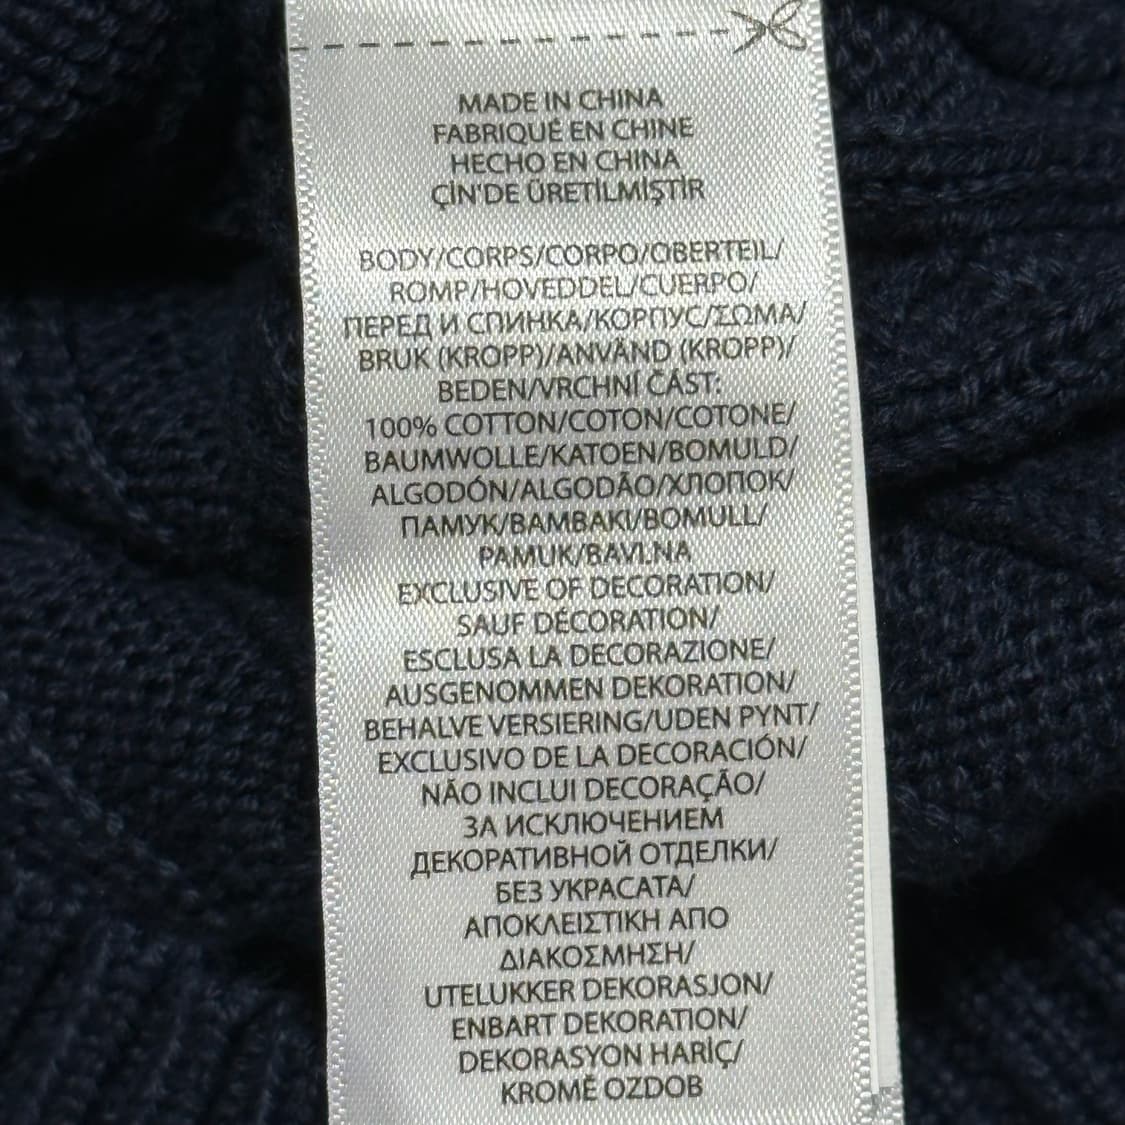 MADE IN CHINA
FABRIQUÉ EN CHINE
HECHO EN CHINA
ÇİN'DE ÜRETİLMİŞTİR
BODY/CORPS/CORPO/OBERTEIL/
ROMP/HOVEDDEL/CUERPO/
ПЕРЕД И СПИНКА/КОРПУС/ΣΩΜΑ/
BRUK (KROPP)/ANVÄND (KROPP)/
BEDEN/VRCHNÍ ČÁST:
100% COTTON/COTON/COTONE/
BAUMWOLLE/KATOEN/BOMULD/
ALGODÓN/ALGODÃO/ХЛОПОК/
ПАМУК/ΒΑΜΒΑΚΙ/BOMULL/
PAMUK/BAVLNA
EXCLUSIVE OF DECORATION/
SAUF DÉCORATION/
ESCLUSA LA DECORAZIONE/
AUSGENOMMEN DEKORATION/
BEHALVE VERSIERING/UDEN PYNT/
EXCLUSIVO DE LA DECORACIÓN/
NÃO INCLUI DECORAÇÃO/
ЗА ИСКЛЮЧЕНИЕМ
ДЕКОРАТИВНОЙ ОТДЕЛКИ/
БЕЗ УКРАСАТА/
ΑΠΟΚΛΕΙΣΤΙΚΗ ΑΠΟ
ΔΙΑΚΟΣΜΗΣΗ/
UTELUKKER DEKORASJON/
ENBART DEKORATION/
DEKORASYON HARİÇ/
KROMĚ OZDOB